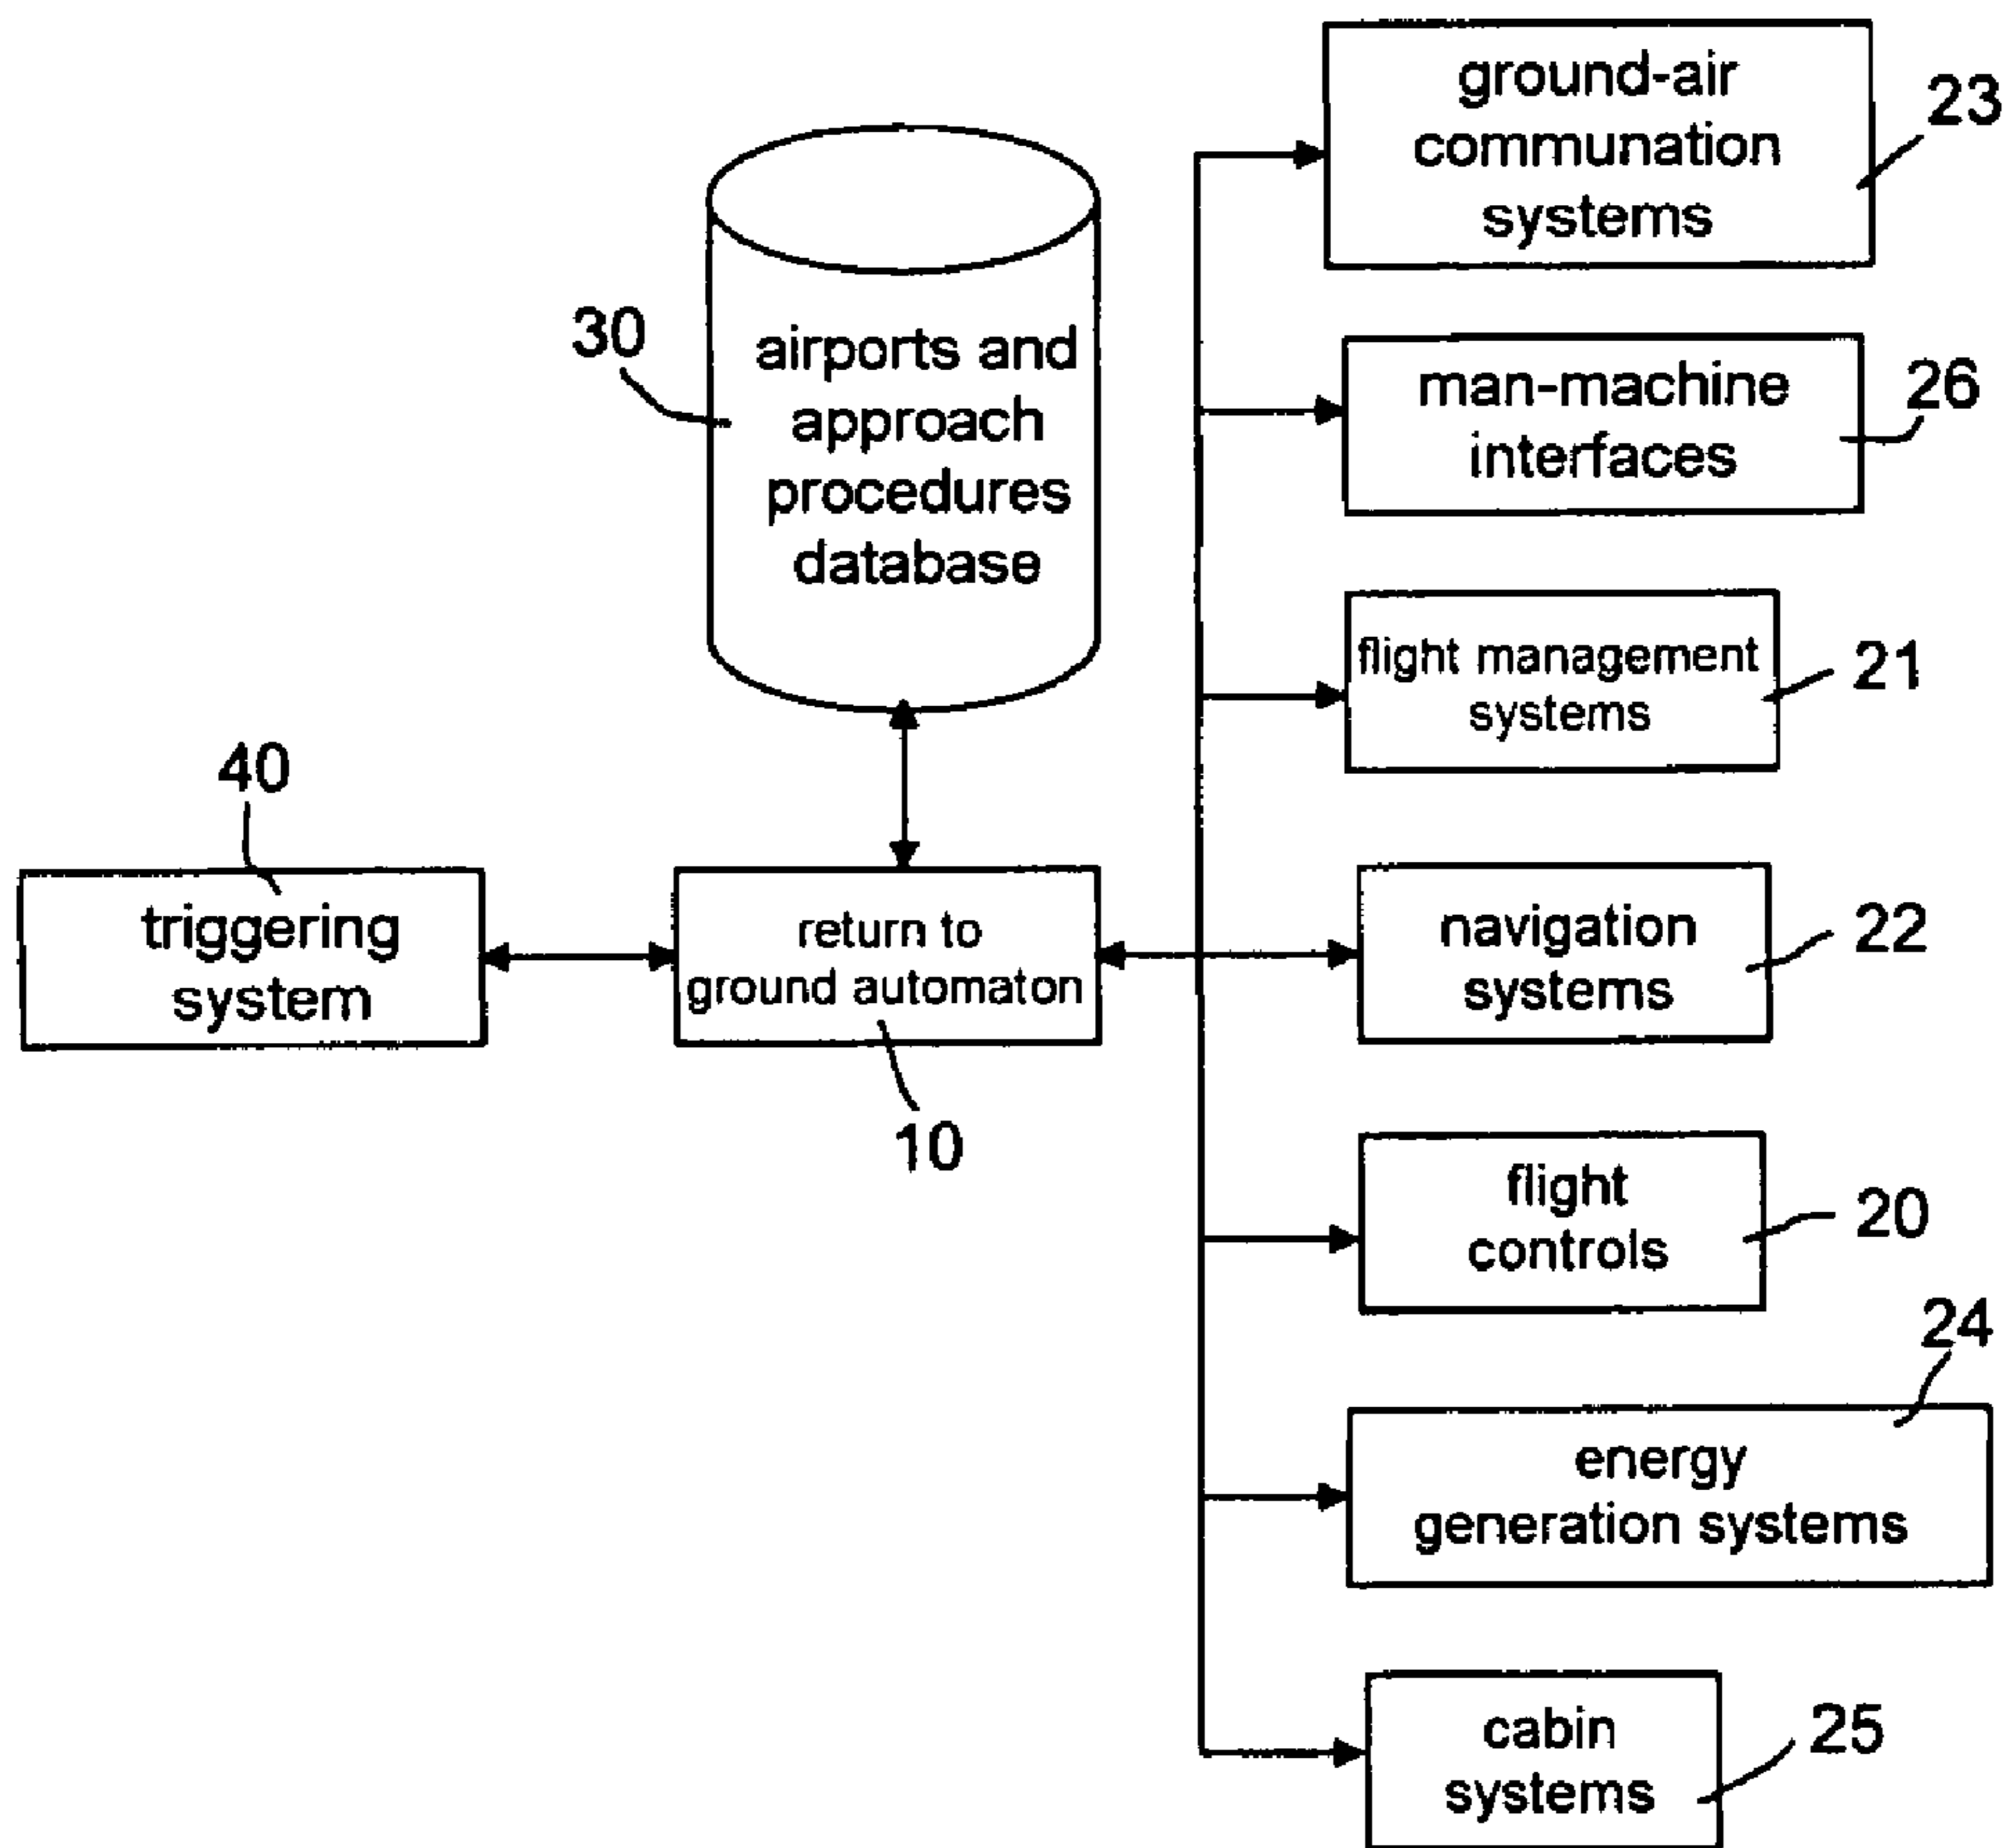 ground-air
communation
systems
23
man-machine
interfaces
26
30
airports and
approach
procedures
database
flight management
systems
21
40
triggering
system
return to
ground automaton
10
navigation
systems
22
flight
controls
20
24
energy
generation systems
cabin
systems
25